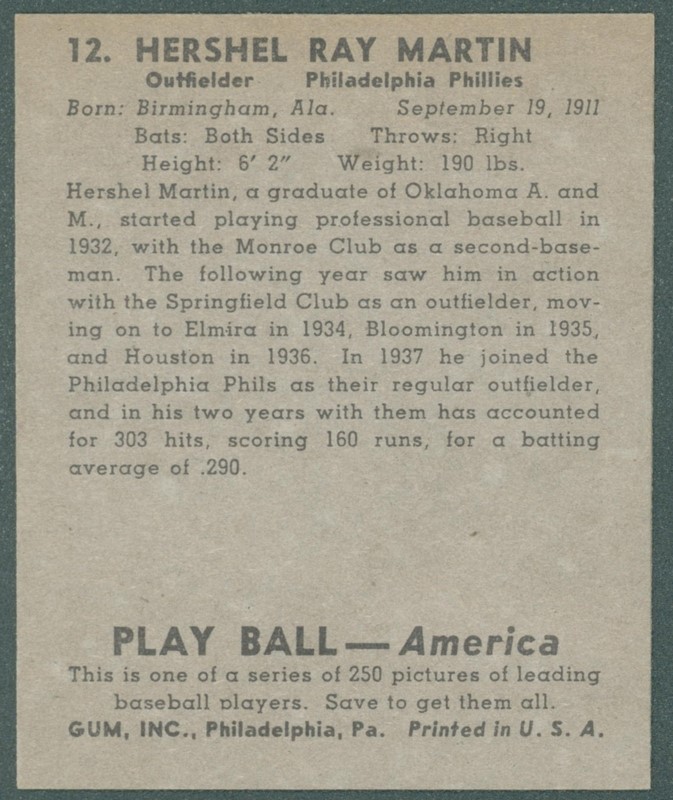 12. HERSHEL RAY MARTIN
Outfielder Philadelphia Phillies
Born: Birmingham, Ala. September 19, 1911
Bats: Both Sides Throws: Right
Height: 6' 2" Weight: 190 lbs.
Hershel Martin, a graduate of Oklahoma A. and
M., started playing professional baseball in
1932, with the Monroe Club as a second-base-
man. The following year saw him in action
with the Springfield Club as an outfielder, mov-
ing on to Elmira in 1934, Bloomington in 1935,
and Houston in 1936. In 1937 he joined the
Philadelphia Phils as their regular outfielder,
and in his two years with them has accounted
for 303 hits, scoring 160 runs, for a batting
average of .290.
PLAY BALL — America
This is one of a series of 250 pictures of leading
baseball players. Save to get them all.
GUM, INC., Philadelphia, Pa. Printed in U. S. A.